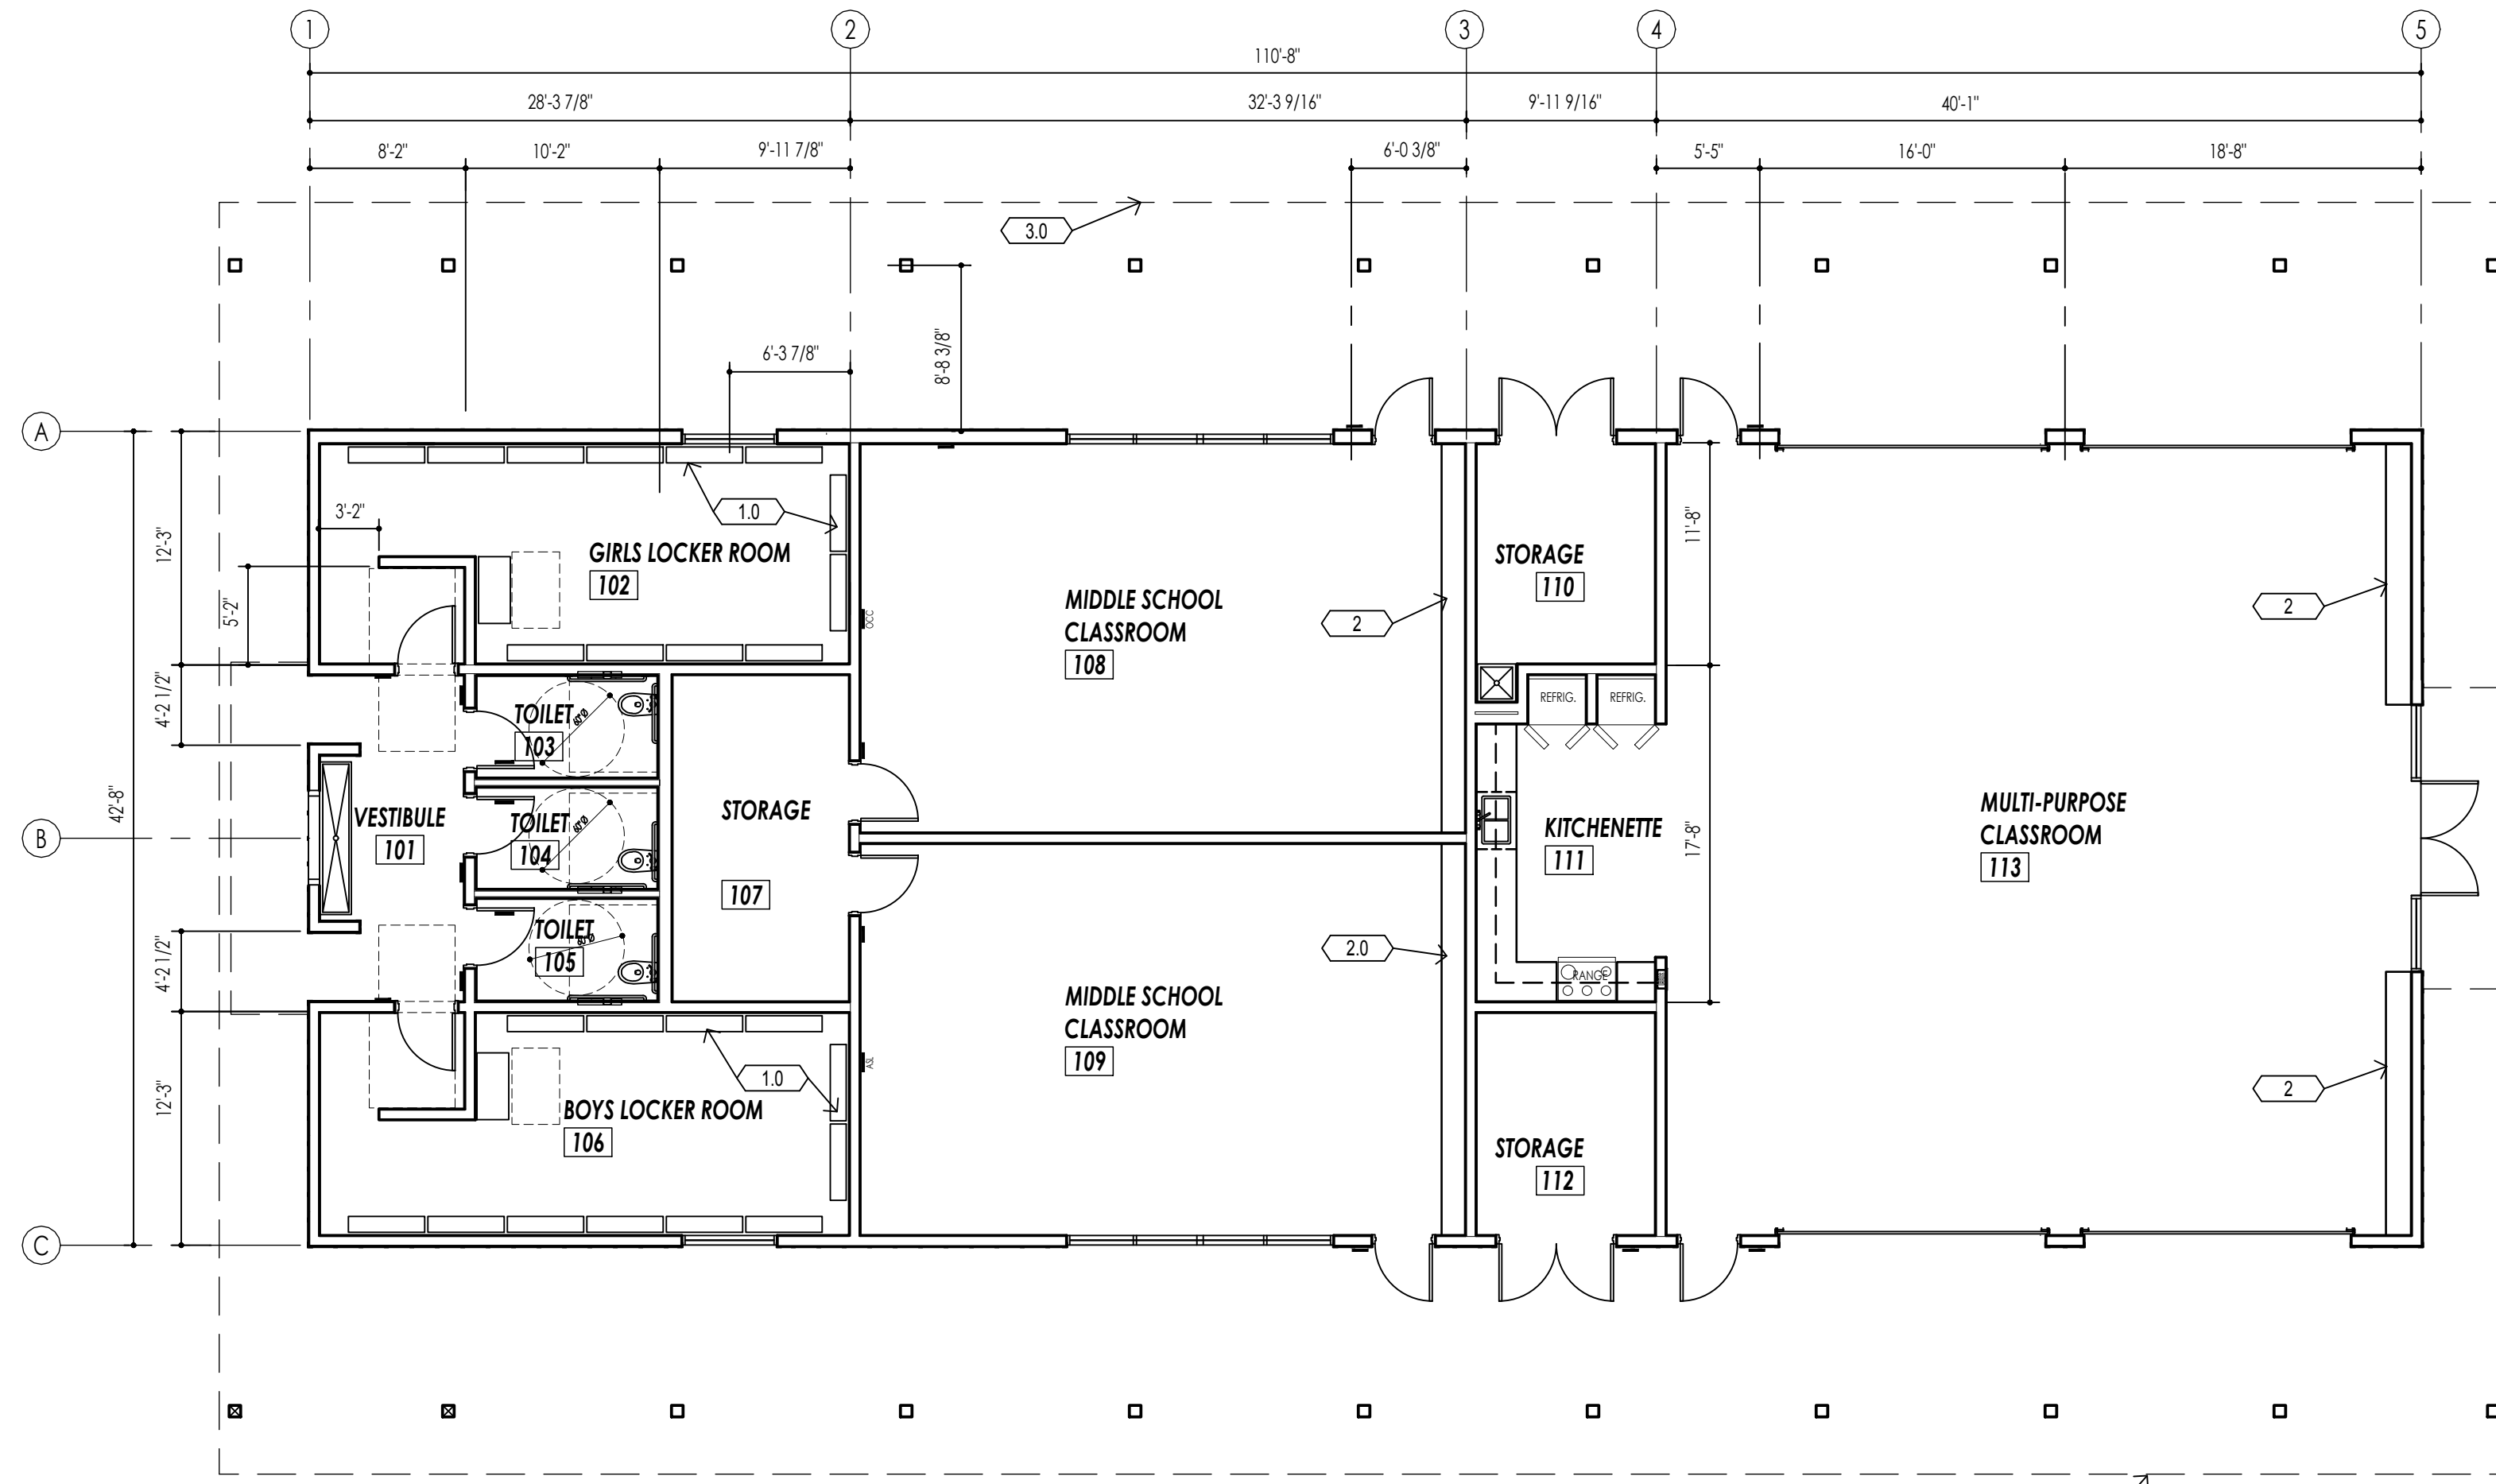 1
2
3
4
5
110'-8"
28'-3 7/8"
32'-3 9/16"
9'-11 9/16"
40'-1"
8'-2"
10'-2"
9'-11 7/8"
6'-0 3/8"
5'-5"
16'-0"
18'-8"
3.0
6'-3 7/8"
8'-8 3/8"
A
B
C
42'-8"
12'-3"
5'-2"
4'-2 1/2"
4'-2 1/2"
12'-3"
3'-2"
1.0
GIRLS LOCKER ROOM
102
OCC
MIDDLE SCHOOL
CLASSROOM
108
2
STORAGE
110
11'-8"
2
REFRIG.
REFRIG.
TOILET
60"Ø
103
VESTIBULE
101
TOILET
60"Ø
104
TOILET
60"Ø
105
STORAGE
107
KITCHENETTE
111
17'-8"
RANGE
MULTI-PURPOSE
CLASSROOM
113
2.0
MIDDLE SCHOOL
CLASSROOM
109
ASL
1.0
BOYS LOCKER ROOM
106
STORAGE
112
2